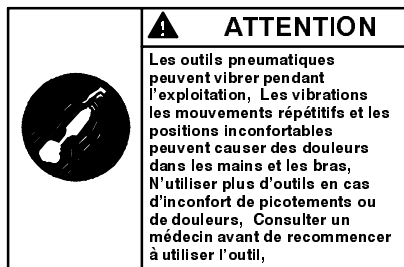 ATTENTION
Les outils pneumatiques
peuvent vibrer pendant
l'exploitation, Les vibrations
les mouvements répétitifs et les
positions inconfortables
peuvent causer des douleurs
dans les mains et les bras,
N'utiliser plus d'outils en cas
d'inconfort de picotements ou
de douleurs, Consulter un
médecin avant de recommencer
à utiliser l'outil,